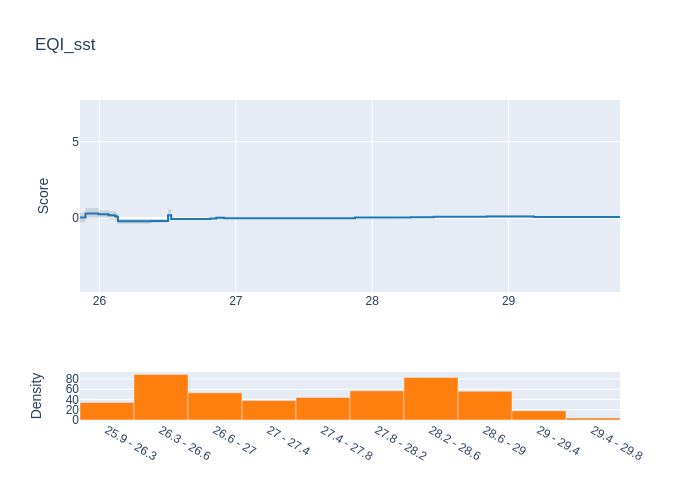 EQI_sst
Score
5
0
26 27 28 29
Density
80
60
40
20
0
25.9 - 26.3
26.3 - 26.6
26.6 - 27
27 - 27.4
27.4 - 27.8
27.8 - 28.2
28.2 - 28.6
28.6 - 29
29 - 29.4
29.4 - 29.8